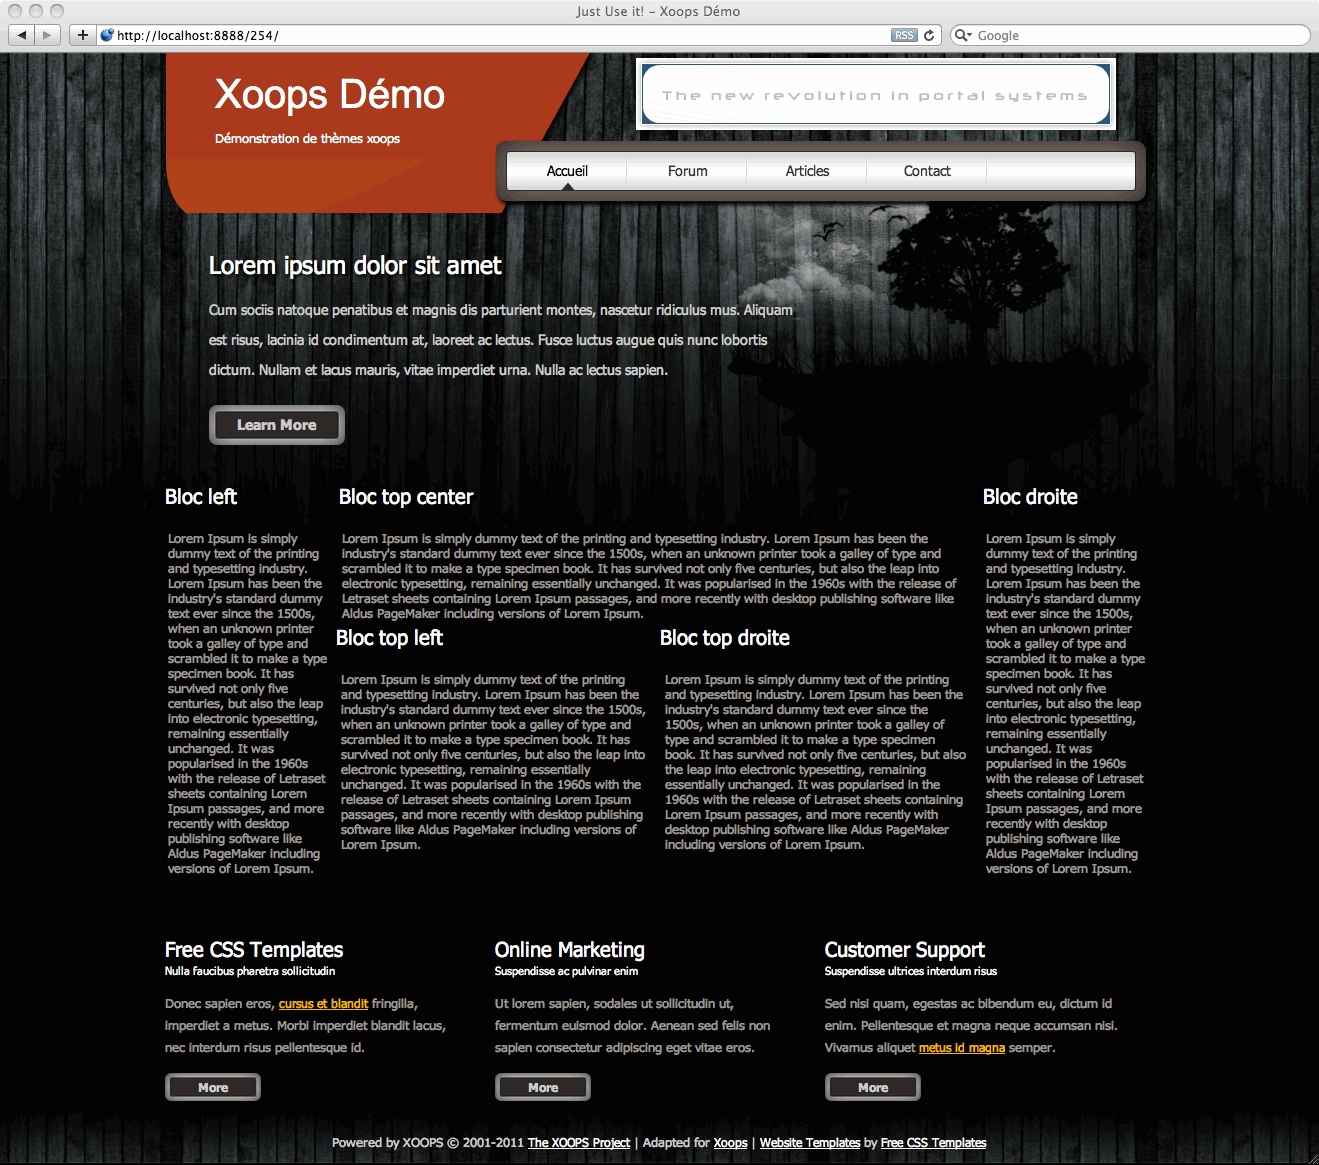 Just Use it! – Xoops Démo
http://localhost:8888/254/
RSS
Google
Xoops Démo
Démonstration de thèmes xoops
The new revolution in portal systems
Accueil
Forum
Articles
Contact
Lorem ipsum dolor sit amet
Cum sociis natoque penatibus et magnis dis parturient montes, nascetur ridiculus mus. Aliquam
est risus, lacinia id condimentum at, laoreet ac lectus. Fusce luctus augue quis nunc lobortis
dictum. Nullam et lacus mauris, vitae imperdiet urna. Nulla ac lectus sapien.
Learn More
Bloc left
Lorem Ipsum is simply
dummy text of the printing
and typesetting industry.
Lorem Ipsum has been the
industry's standard dummy
text ever since the 1500s,
when an unknown printer
took a galley of type and
scrambled it to make a type
specimen book. It has
survived not only five
centuries, but also the leap
into electronic typesetting,
remaining essentially
unchanged. It was
popularised in the 1960s
with the release of Letraset
sheets containing Lorem
Ipsum passages, and more
recently with desktop
publishing software like
Aldus PageMaker including
versions of Lorem Ipsum.
Bloc top center
Lorem Ipsum is simply dummy text of the printing and typesetting industry. Lorem Ipsum has been the
industry's standard dummy text ever since the 1500s, when an unknown printer took a galley of type and
scrambled it to make a type specimen book. It has survived not only five centuries, but also the leap into
electronic typesetting, remaining essentially unchanged. It was popularised in the 1960s with the release of
Letraset sheets containing Lorem Ipsum passages, and more recently with desktop publishing software like
Aldus PageMaker including versions of Lorem Ipsum.
Bloc top left
Lorem Ipsum is simply dummy text of the printing
and typesetting industry. Lorem Ipsum has been the
industry's standard dummy text ever since the 1500s,
when an unknown printer took a galley of type and
scrambled it to make a type specimen book. It has
survived not only five centuries, but also the leap into
electronic typesetting, remaining essentially
unchanged. It was popularised in the 1960s with the
release of Letraset sheets containing Lorem Ipsum
passages, and more recently with desktop publishing
software like Aldus PageMaker including versions of
Lorem Ipsum.
Bloc top droite
Lorem Ipsum is simply dummy text of the printing
and typesetting industry. Lorem Ipsum has been the
industry's standard dummy text ever since the
1500s, when an unknown printer took a galley of
type and scrambled it to make a type specimen
book. It has survived not only five centuries, but also
the leap into electronic typesetting, remaining
essentially unchanged. It was popularised in the
1960s with the release of Letraset sheets containing
Lorem Ipsum passages, and more recently with
desktop publishing software like Aldus PageMaker
including versions of Lorem Ipsum.
Bloc droite
Lorem Ipsum is simply
dummy text of the printing
and typesetting industry.
Lorem Ipsum has been the
industry's standard dummy
text ever since the 1500s,
when an unknown printer
took a galley of type and
scrambled it to make a type
specimen book. It has
survived not only five
centuries, but also the leap
into electronic typesetting,
remaining essentially
unchanged. It was
popularised in the 1960s
with the release of Letraset
sheets containing Lorem
Ipsum passages, and more
recently with desktop
publishing software like
Aldus PageMaker including
versions of Lorem Ipsum.
Free CSS Templates
Nulla faucibus pharetra sollicitudin
Donec sapien eros, cursus et blandit fringilla,
imperdiet a metus. Morbi imperdiet blandit lacus,
nec interdum risus pellentesque id.
More
Online Marketing
Suspendisse ac pulvinar enim
Ut lorem sapien, sodales ut sollicitudin ut,
fermentum euismod dolor. Aenean sed felis non
sapien consectetur adipiscing eget vitae eros.
More
Customer Support
Suspendisse ultrices interdum risus
Sed nisi quam, egestas ac bibendum eu, dictum id
enim. Pellentesque et magna neque accumsan nisi.
Vivamus aliquet metus id magna semper.
More
Powered by XOOPS © 2001-2011 The XOOPS Project | Adapted for Xoops | Website Templates by Free CSS Templates